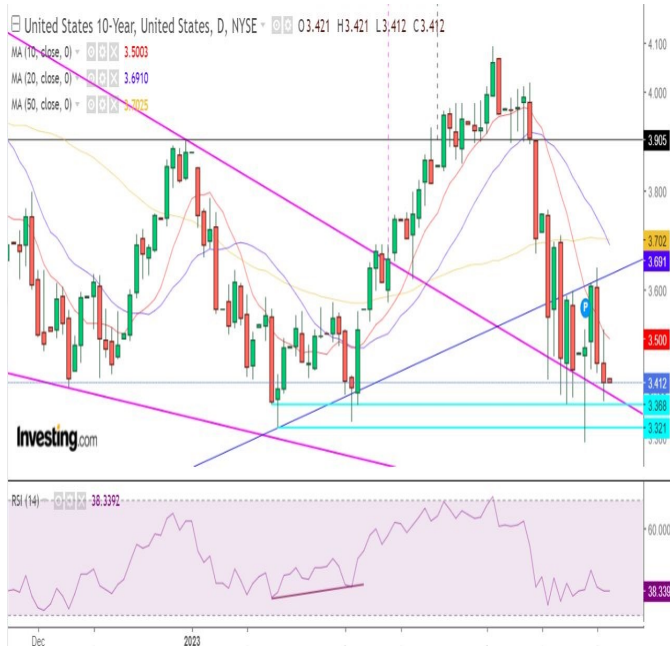 United States 10-Year, United States, D, NYSE O3.421 H3.421 L3.412 C3.412
MA (10, close, 0) 3.5003
MA (20, close, 0) 3.6910
MA (50, close, 0) 3.7025
4.100
4.000
3.905
3.800
3.702
3.691
3.600
3.500
3.412
3.368
3.321
3.300
P
Investing.com
RSI (14) 38.3392
60.000
38.339
Dec 2023